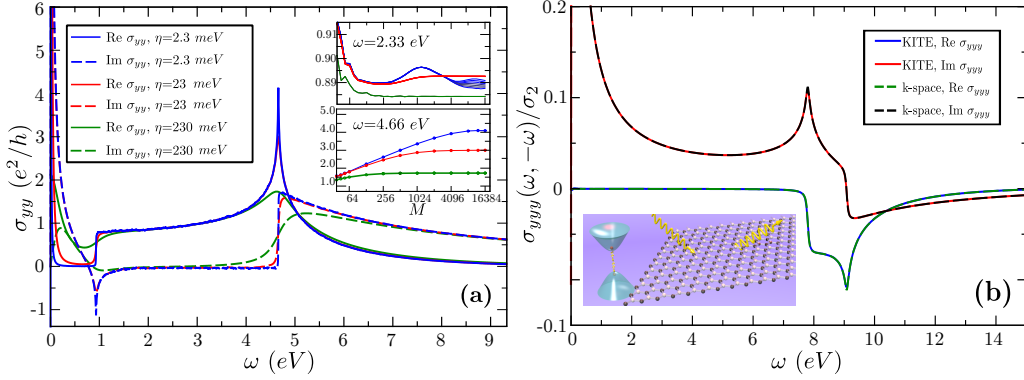 6
5
4
3
2
1
0
-1
σyy (e²/h)
Re σyy, η=2.3 meV
Im σyy, η=2.3 meV
Re σyy, η=23 meV
Im σyy, η=23 meV
Re σyy, η=230 meV
Im σyy, η=230 meV
0.91
0.90
0.89
ω=2.33 eV
5.0
4.0
3.0
2.0
1.0
ω=4.66 eV
64 256 1024 4096 16384
M
(a)
0 1 2 3 4 5 6 7 8 9
ω (eV)
0.2
0.1
0
-0.1
σyyy(ω, −ω)/σ2
KITE, Re σyyy
KITE, Im σyyy
k-space, Re σyyy
k-space, Im σyyy
(b)
0 2 4 6 8 10 12 14
ω (eV)